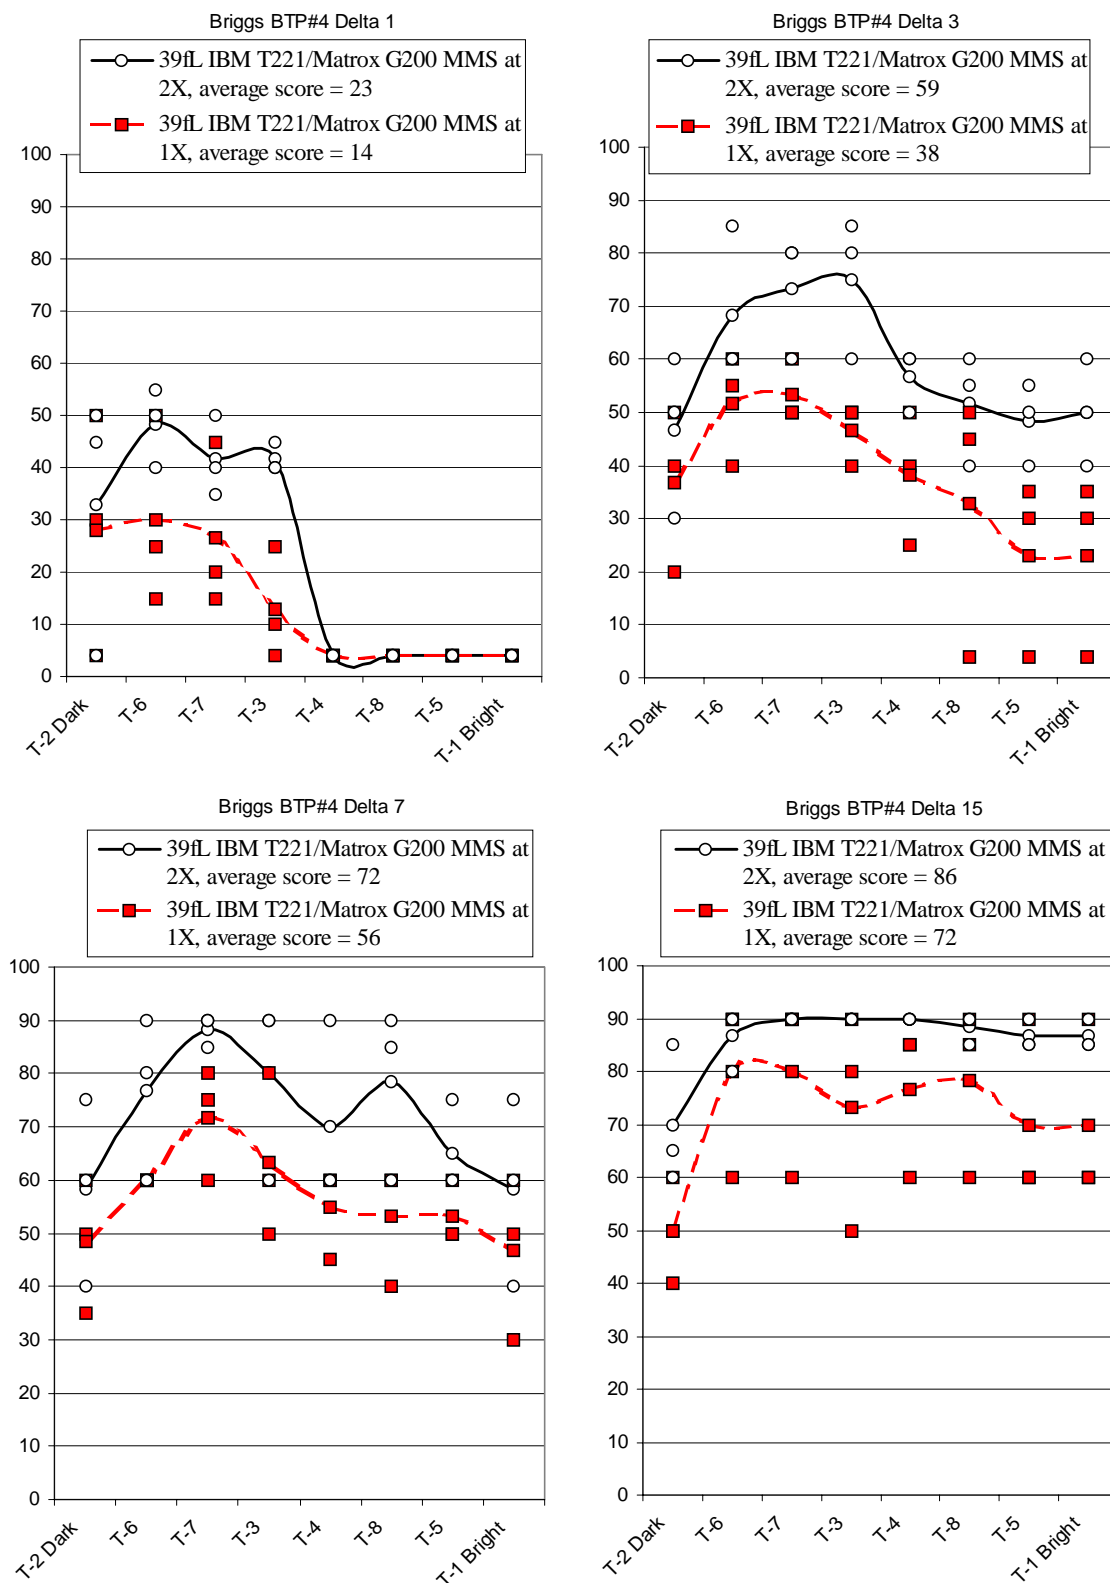 Briggs BTP#4 Delta 1
39fL IBM T221/Matrox G200 MMS at
2X, average score = 23
39fL IBM T221/Matrox G200 MMS at
1X, average score = 14
100
90
80
70
60
50
40
30
20
10
0
T-2 Dark
T-6
T-7
T-3
T-4
T-8
T-5
T-1 Bright
Briggs BTP#4 Delta 3
39fL IBM T221/Matrox G200 MMS at
2X, average score = 59
39fL IBM T221/Matrox G200 MMS at
1X, average score = 38
100
90
80
70
60
50
40
30
20
10
0
T-2 Dark
T-6
T-7
T-3
T-4
T-8
T-5
T-1 Bright
Briggs BTP#4 Delta 7
39fL IBM T221/Matrox G200 MMS at
2X, average score = 72
39fL IBM T221/Matrox G200 MMS at
1X, average score = 56
100
90
80
70
60
50
40
30
20
10
0
T-2 Dark
T-6
T-7
T-3
T-4
T-8
T-5
T-1 Bright
Briggs BTP#4 Delta 15
39fL IBM T221/Matrox G200 MMS at
2X, average score = 86
39fL IBM T221/Matrox G200 MMS at
1X, average score = 72
100
90
80
70
60
50
40
30
20
10
0
T-2 Dark
T-6
T-7
T-3
T-4
T-8
T-5
T-1 Bright